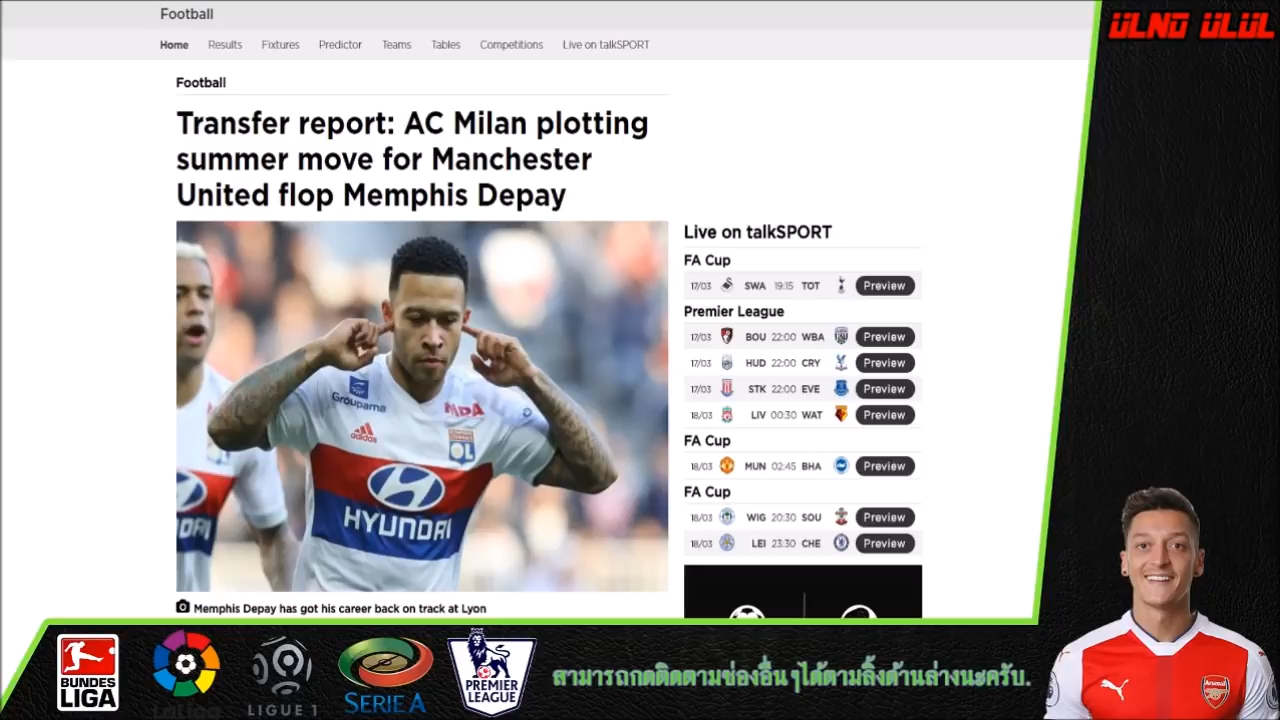 Football
Home Results Fixtures Predictor Teams Tables Competitions Live on talkSPORT
Football
Transfer report: AC Milan plotting
summer move for Manchester
United flop Memphis Depay
Groupama
MDA
adidas
OL
HYUNDAI
Memphis Depay has got his career back on track at Lyon
Live on talkSPORT
FA Cup
17/03 SWA 19:15 TOT Preview
Premier League
17/03 BOU 22:00 WBA Preview
17/03 HUD 22:00 CRY Preview
17/03 STK 22:00 EVE Preview
18/03 LIV 00:30 WAT Preview
FA Cup
18/03 MUN 02:45 BHA Preview
FA Cup
18/03 WIG 20:30 SOU Preview
18/03 LEI 23:30 CHE Preview
BUNDES
LIGA
LaLiga
LIGUE 1
SERIE A
PREMIER
LEAGUE
สามารถกดติดตามช่องอื่นๆได้ตามลิ้งด้านล่างนะครับ.
Arsenal